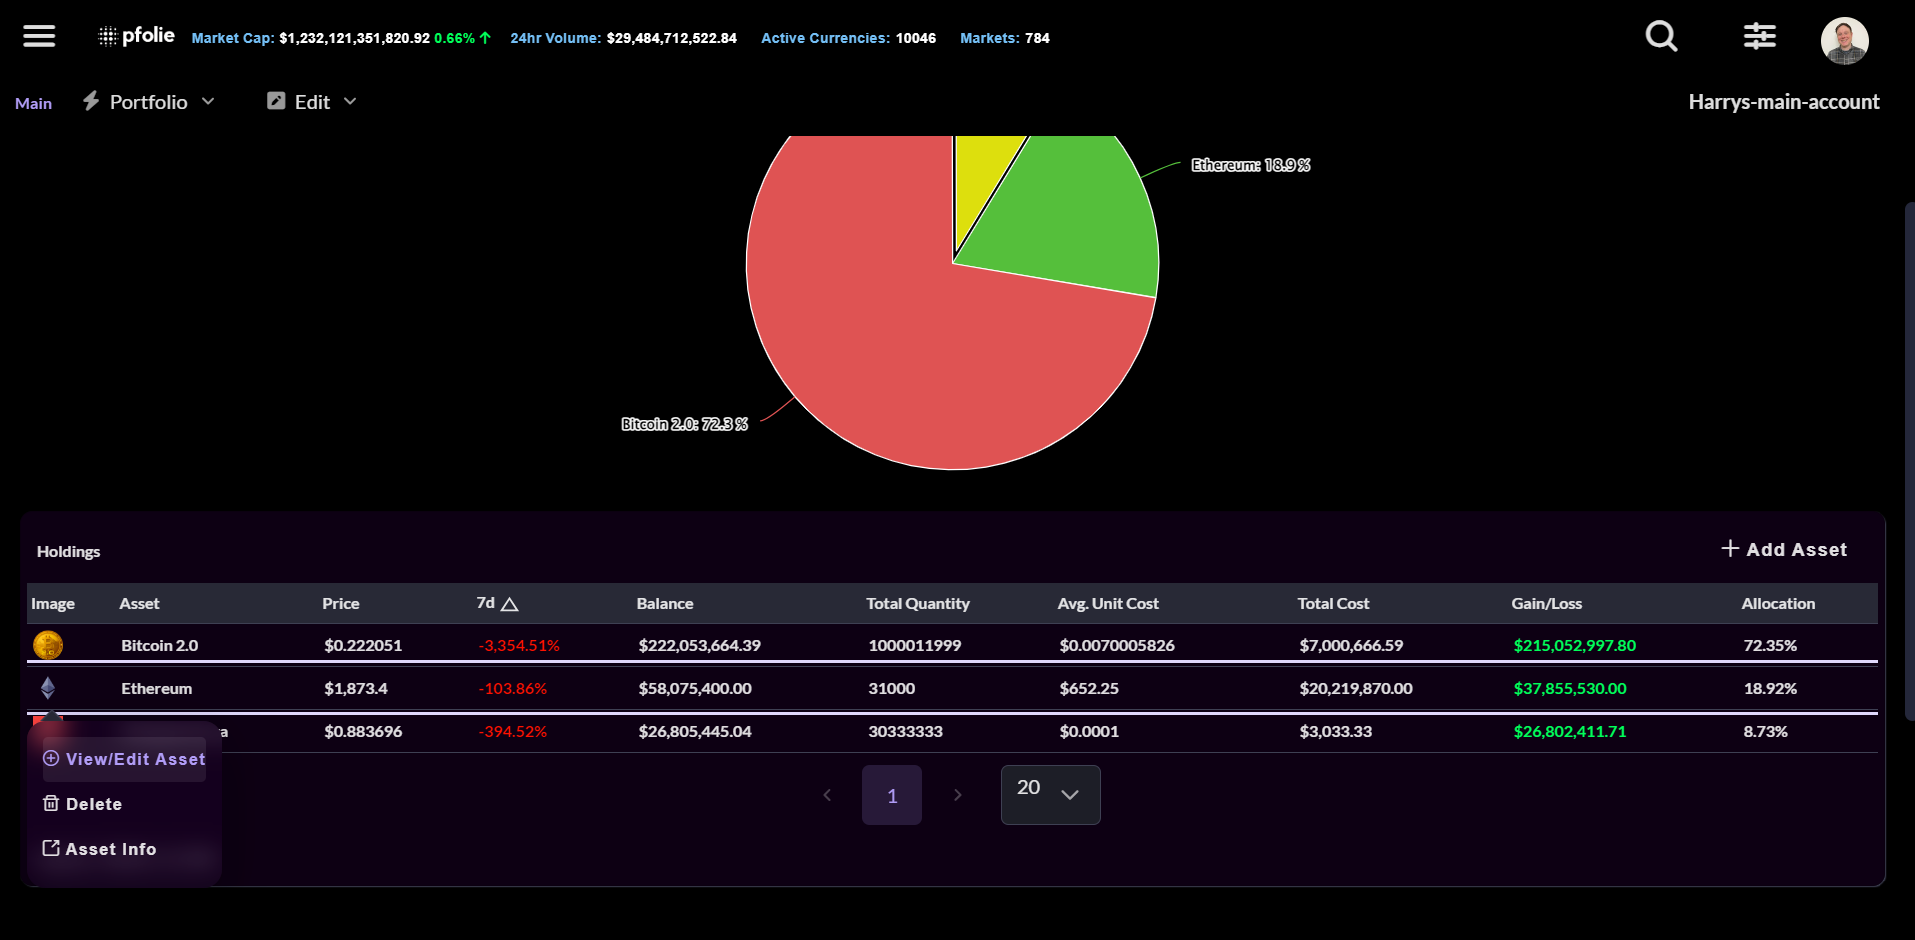 pfolie Market Cap: $1,232,121,351,820.92 0.66% 24hr Volume: $29,484,712,522.84 Active Currencies: 10046 Markets: 784
Main Portfolio Edit Harrys-main-account
Ethereum: 18.9 %
Bitcoin 2.0: 72.3 %
Holdings
Add Asset
Image Asset Price 7d Balance Total Quantity Avg. Unit Cost Total Cost Gain/Loss Allocation
Bitcoin 2.0 $0.222051 -3,354.51% $222,053,664.39 1000011999 $0.0070005826 $7,000,666.59 $215,052,997.80 72.35%
Ethereum $1,873.4 -103.86% $58,075,400.00 31000 $652.25 $20,219,870.00 $37,855,530.00 18.92%
$0.883696 -394.52% $26,805,445.04 30333333 $0.0001 $3,033.33 $26,802,411.71 8.73%
View/Edit Asset
Delete
Asset Info
1 20